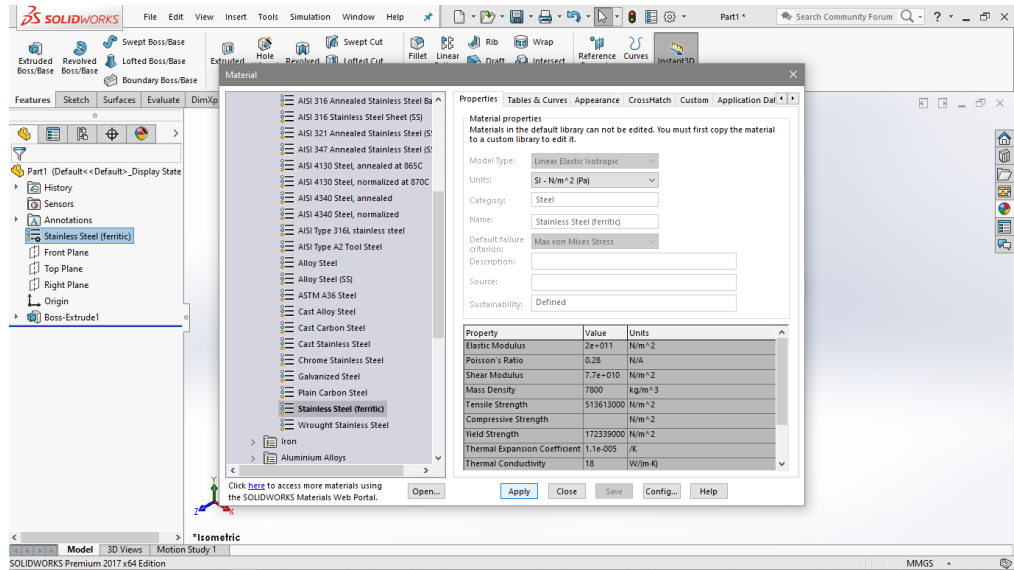 SOLIDWORKS File Edit View Insert Tools Simulation Window Help Part1 * Search Community Forum ?
Extruded Boss/Base
Revolved Boss/Base
Swept Boss/Base
Lofted Boss/Base
Boundary Boss/Base
Extruded
Hole
Revolved
Swept Cut
Lofted Cut
Fillet
Linear
Rib
Draft
Wrap
Intersect
Reference
Curves
Instant3D
Features Sketch Surfaces Evaluate DimXp
Part1 (Default<<Default>_Display State
History
Sensors
A Annotations
Stainless Steel (ferritic)
Front Plane
Top Plane
Right Plane
Origin
Boss-Extrude1
Material
AISI 316 Annealed Stainless Steel Ba
AISI 316 Stainless Steel Sheet (SS)
AISI 321 Annealed Stainless Steel (S
AISI 347 Annealed Stainless Steel (S
AISI 4130 Steel, annealed at 865C
AISI 4130 Steel, normalized at 870C
AISI 4340 Steel, annealed
AISI 4340 Steel, normalized
AISI Type 316L stainless steel
AISI Type A2 Tool Steel
Alloy Steel
Alloy Steel (SS)
ASTM A36 Steel
Cast Alloy Steel
Cast Carbon Steel
Cast Stainless Steel
Chrome Stainless Steel
Galvanized Steel
Plain Carbon Steel
Stainless Steel (ferritic)
Wrought Stainless Steel
Iron
Aluminium Alloys
Click here to access more materials using
the SOLIDWORKS Materials Web Portal.
Open...
Properties Tables & Curves Appearance CrossHatch Custom Application Dat
Material properties
Materials in the default library can not be edited. You must first copy the material
to a custom library to edit it.
Model Type: Linear Elastic Isotropic
Units: SI - N/m^2 (Pa)
Category: Steel
Name: Stainless Steel (ferritic)
Default failure criterion: Max von Mises Stress
Description:
Source:
Sustainability: Defined
Property Value Units
Elastic Modulus 2e+011 N/m^2
Poisson's Ratio 0.28 N/A
Shear Modulus 7.7e+010 N/m^2
Mass Density 7800 kg/m^3
Tensile Strength 513613000 N/m^2
Compressive Strength N/m^2
Yield Strength 172339000 N/m^2
Thermal Expansion Coefficient 1.1e-005 /K
Thermal Conductivity 18 W/(m·K)
Apply Close Save Config... Help
Y
Z X
*Isometric
Model 3D Views Motion Study 1
SOLIDWORKS Premium 2017 x64 Edition MMGS